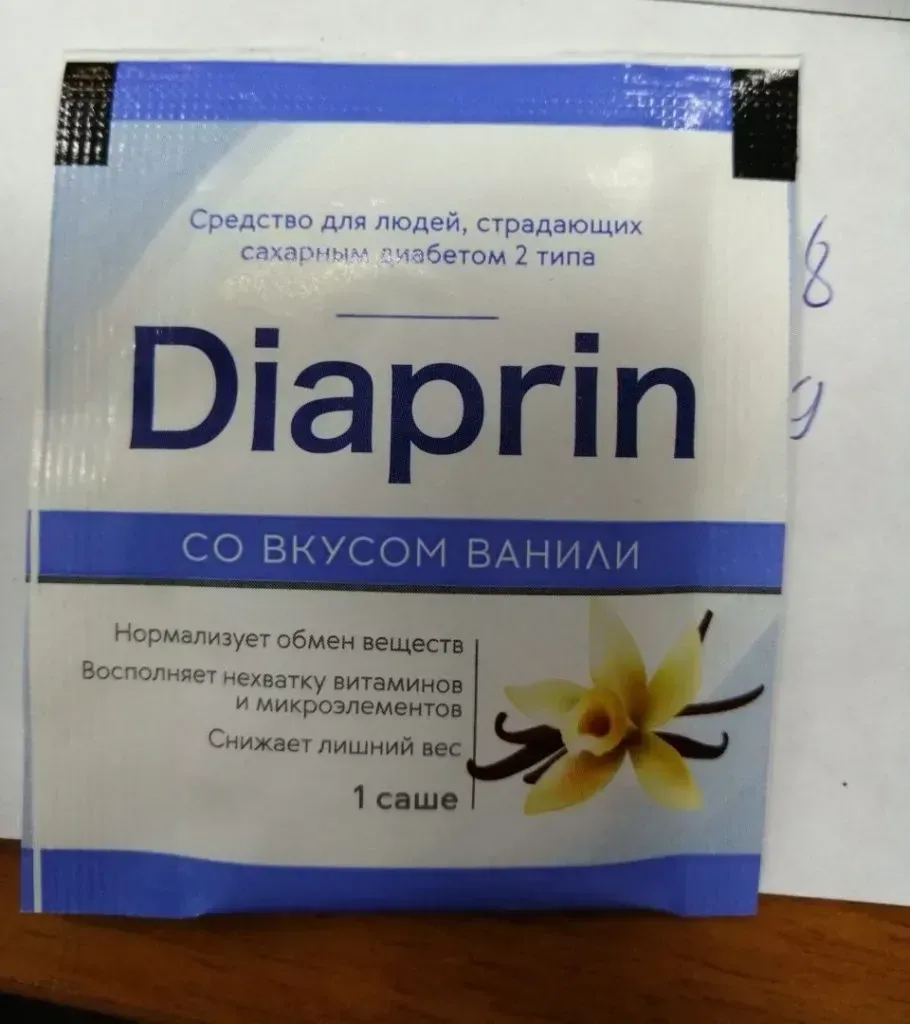 Средство для людей, страдающих
сахарным диабетом 2 типа
Diaprin
СО ВКУСОМ ВАНИЛИ
Нормализует обмен веществ
Восполняет нехватку витаминов
и микроэлементов
Снижает лишний вес
1 саше
8